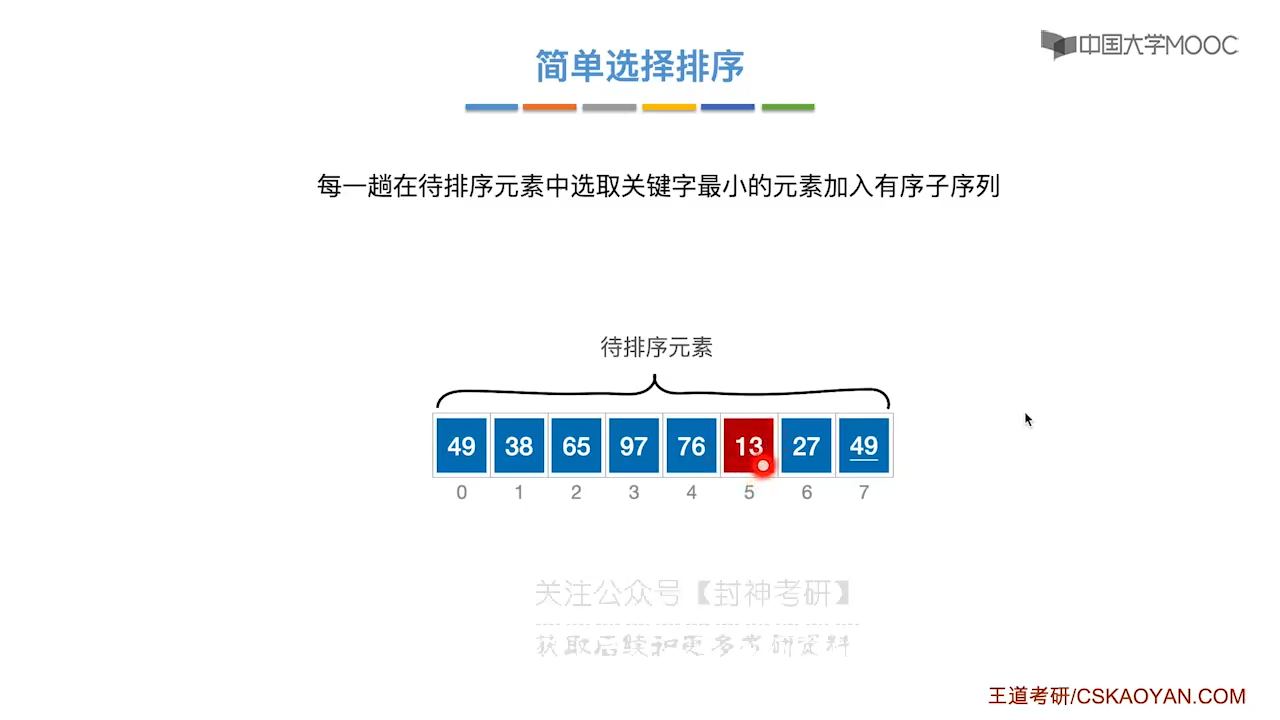 中国大学MOOC
简单选择排序
每一趟在待排序元素中选取关键字最小的元素加入有序子序列
待排序元素
49 38 65 97 76 13 27 49
0 1 2 3 4 5 6 7
关注公众号【封神考研】
获取后续和更多考研资料
王道考研/CSKAOYAN.COM